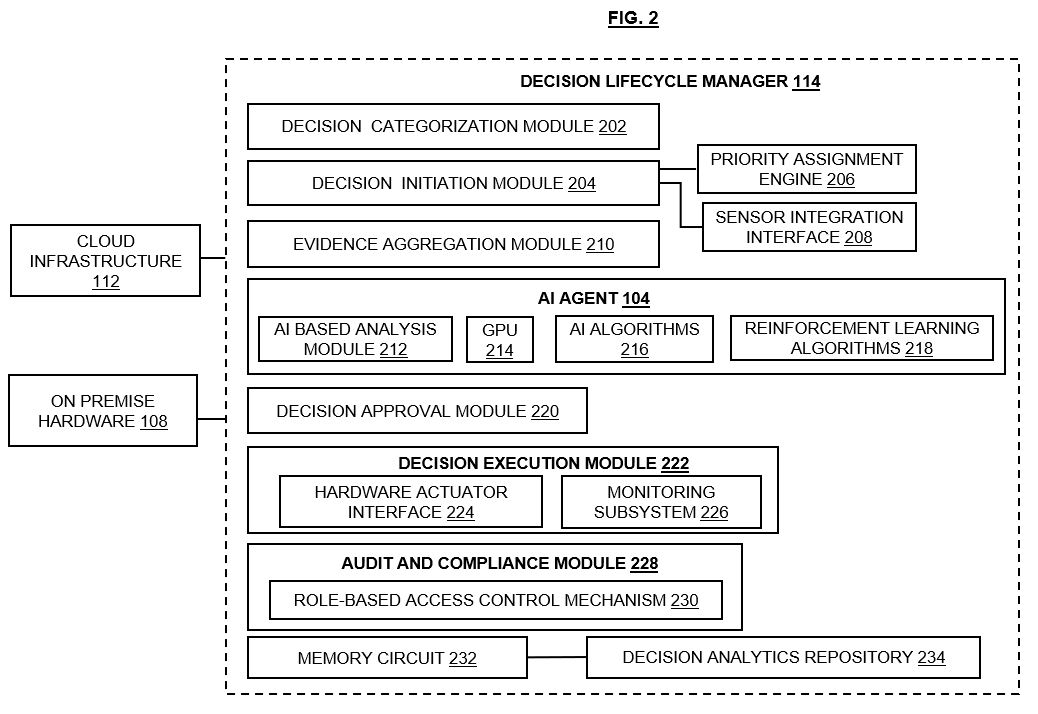 FIG. 2
DECISION LIFECYCLE MANAGER 114
DECISION CATEGORIZATION MODULE 202
DECISION INITIATION MODULE 204
PRIORITY ASSIGNMENT
ENGINE 206
SENSOR INTEGRATION
INTERFACE 208
EVIDENCE AGGREGATION MODULE 210
CLOUD
INFRASTRUCTURE
112
AI AGENT 104
AI BASED ANALYSIS
MODULE 212
GPU
214
AI ALGORITHMS
216
REINFORCEMENT LEARNING
ALGORITHMS 218
ON PREMISE
HARDWARE 108
DECISION APPROVAL MODULE 220
DECISION EXECUTION MODULE 222
HARDWARE ACTUATOR
INTERFACE 224
MONITORING
SUBSYSTEM 226
AUDIT AND COMPLIANCE MODULE 228
ROLE-BASED ACCESS CONTROL MECHANISM 230
MEMORY CIRCUIT 232
DECISION ANALYTICS REPOSITORY 234